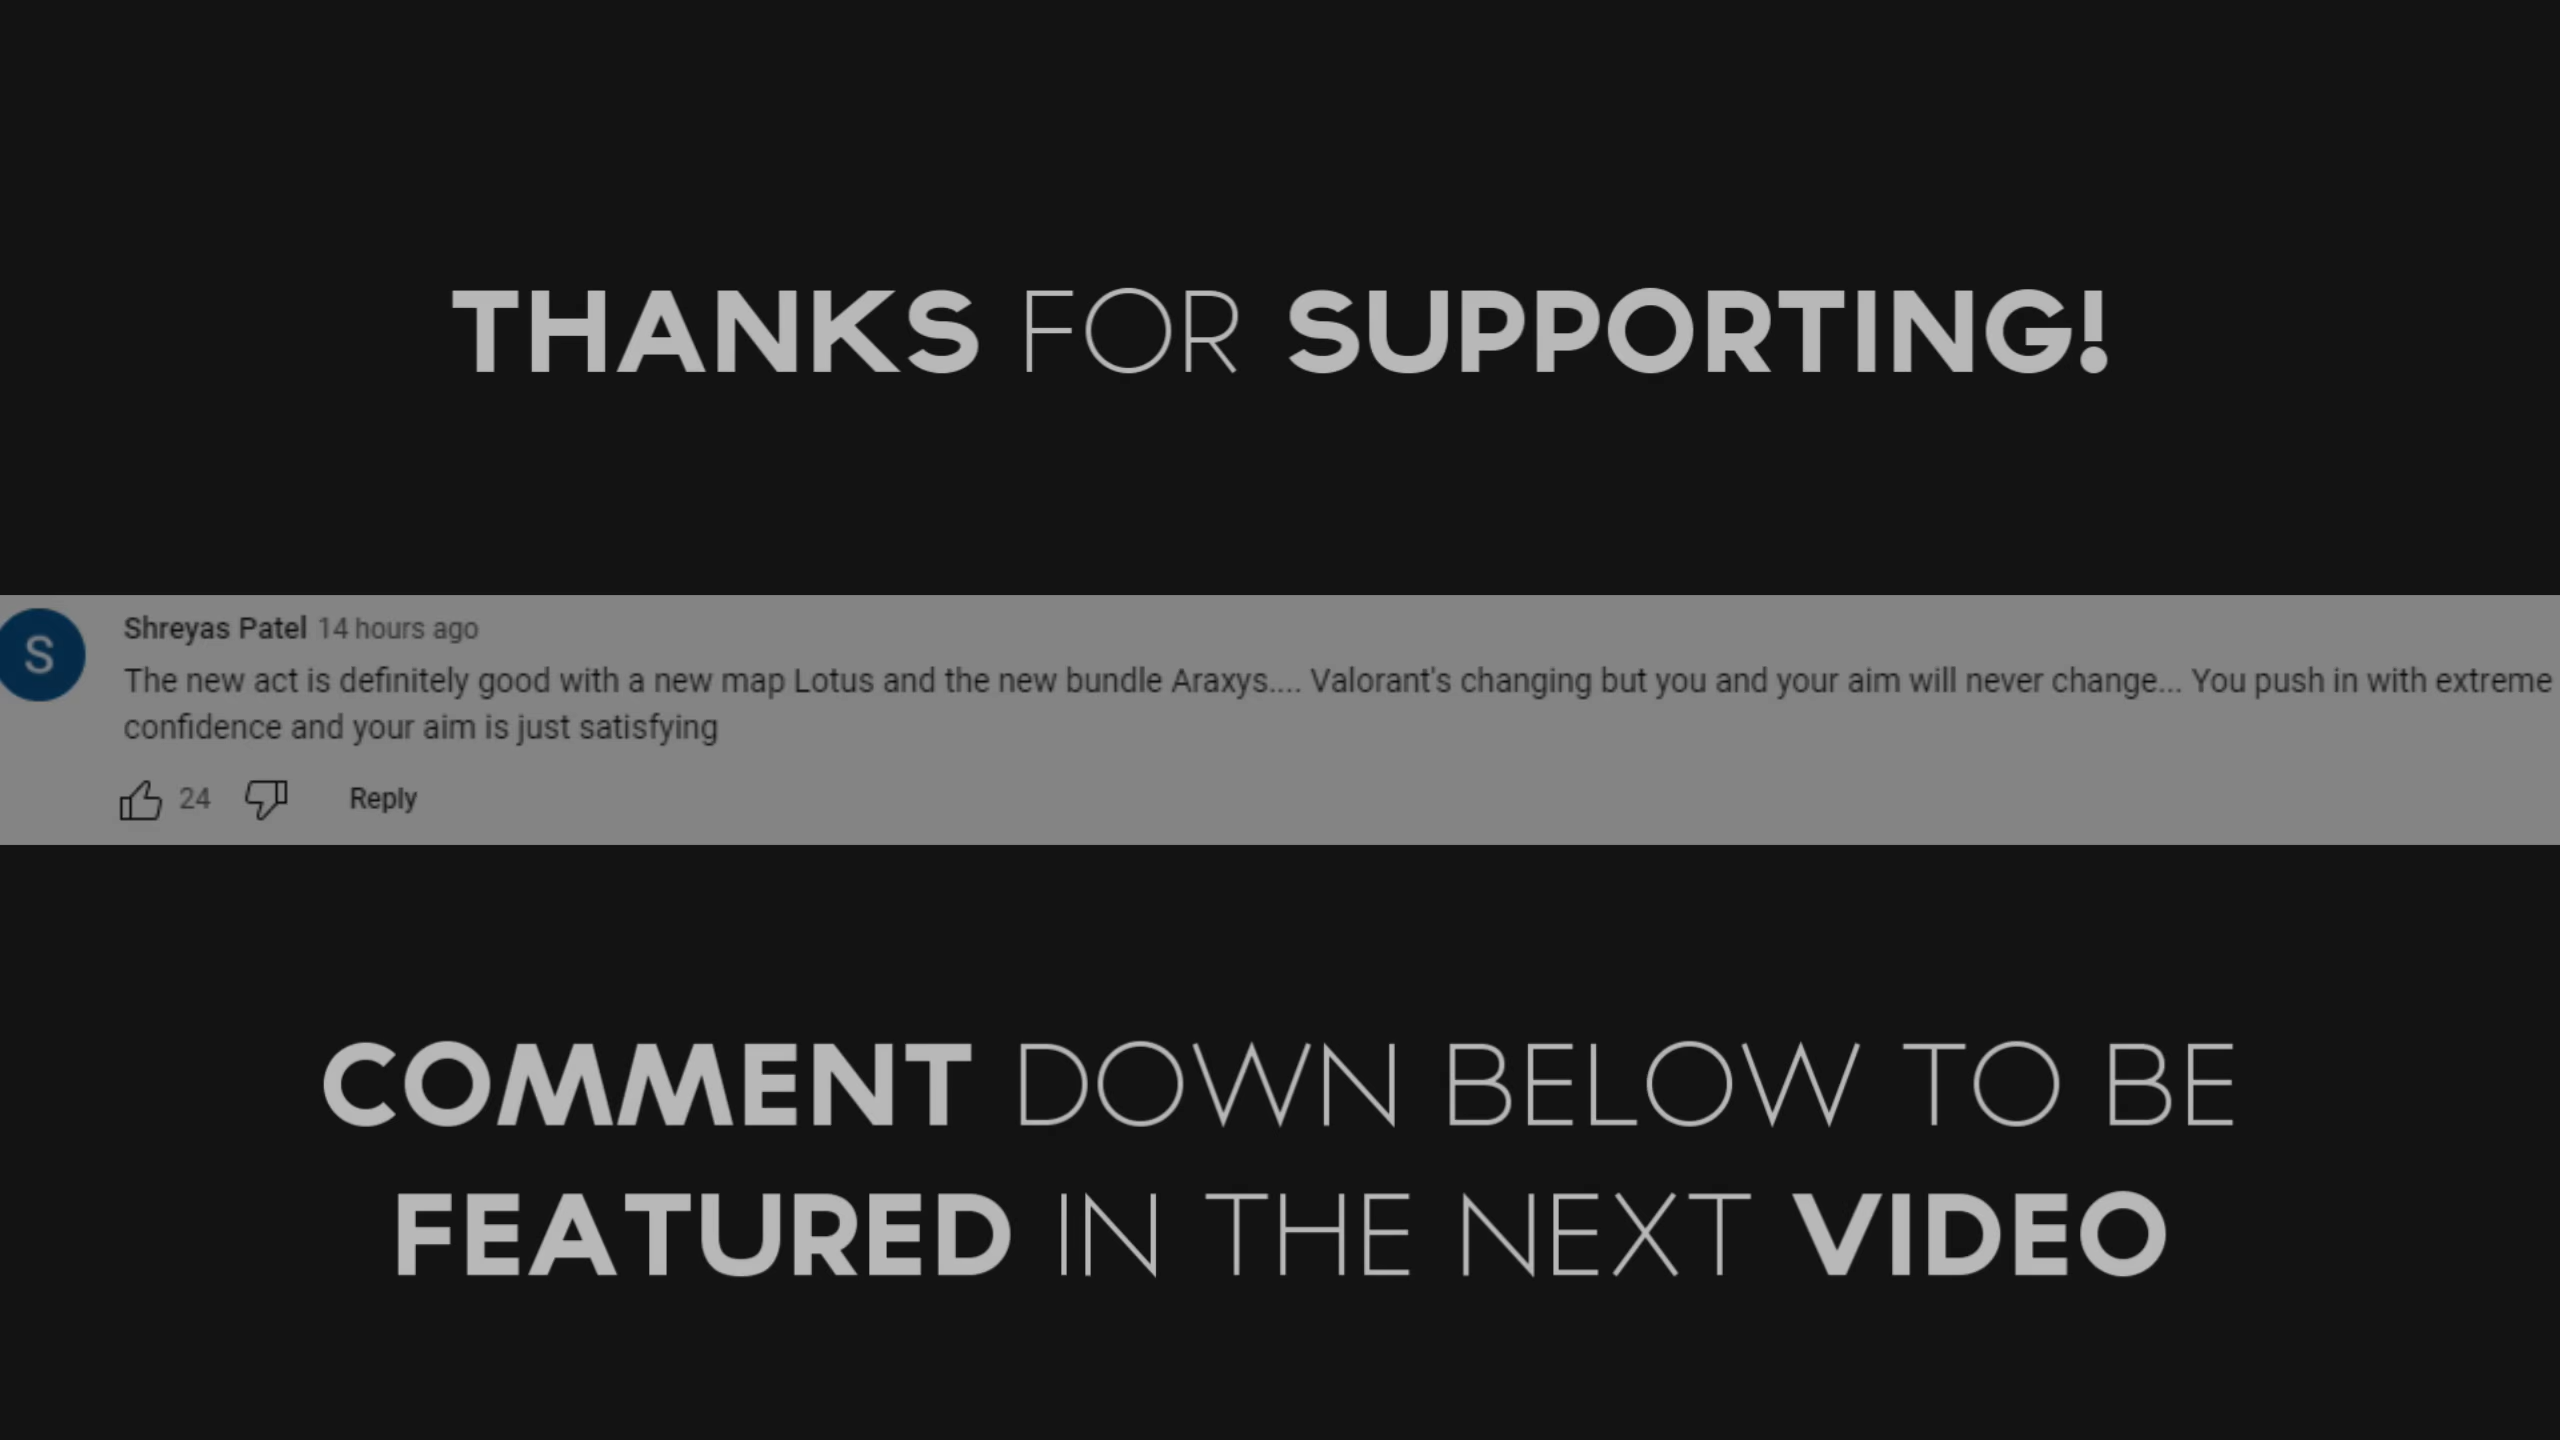 THANKS FOR SUPPORTING!
S
Shreyas Patel 14 hours ago
The new act is definitely good with a new map Lotus and the new bundle Araxys.... Valorant's changing but you and your aim will never change... You push in with extreme
confidence and your aim is just satisfying
24 Reply
COMMENT DOWN BELOW TO BE
FEATURED IN THE NEXT VIDEO